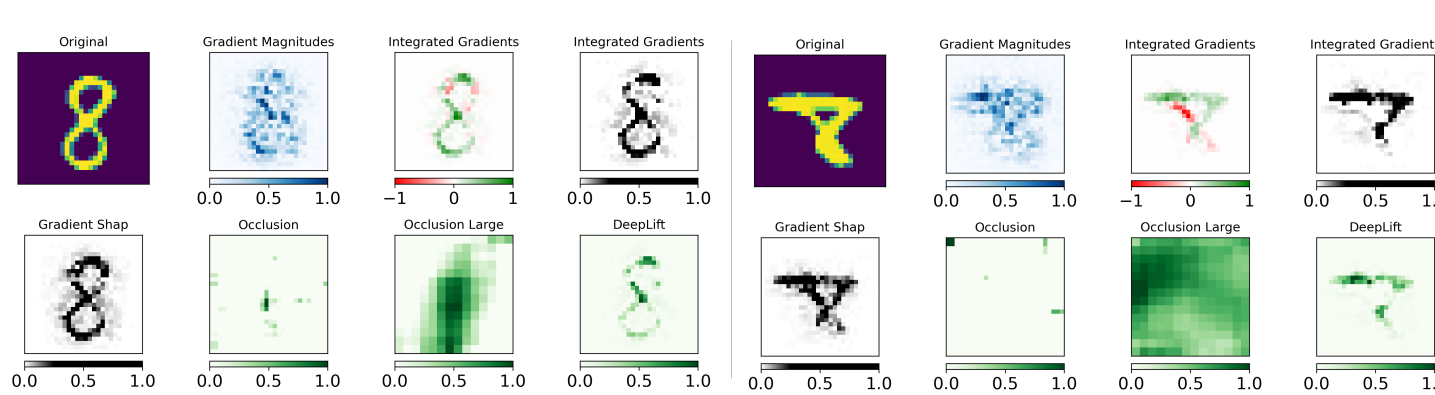 Original Gradient Magnitudes Integrated Gradients Integrated Gradients Original Gradient Magnitudes Integrated Gradients Integrated Gradient
0.0 0.5 1.0 −1 0 1 0.0 0.5 1.0 0.0 0.5 1.0 −1 0 1 0.0 0.5 1.
Gradient Shap Occlusion Occlusion Large DeepLift Gradient Shap Occlusion Occlusion Large DeepLift
0.0 0.5 1.0 0.0 0.5 1.0 0.0 0.5 1.0 0.0 0.5 1.0 0.0 0.5 1.0 0.0 0.5 1.0 0.0 0.5 1.0 0.0 0.5 1.